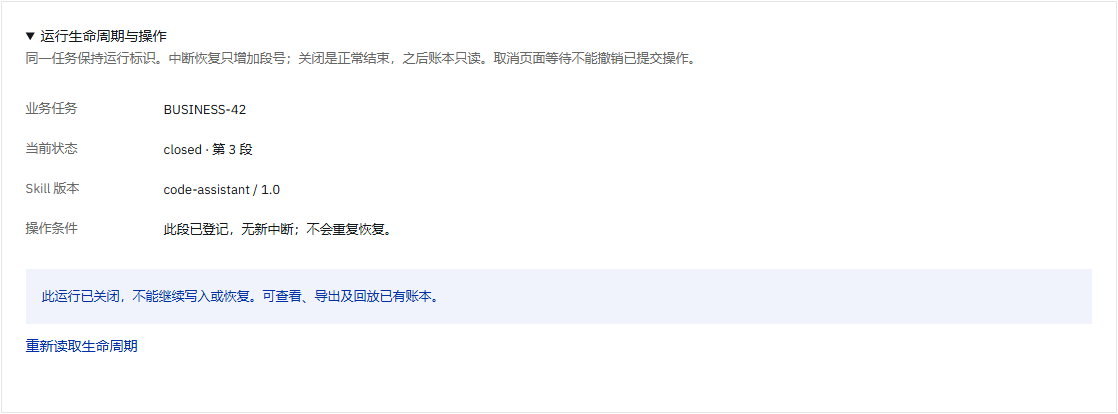 ▼ 运行生命周期与操作
同一任务保持运行标识。中断恢复只增加段号；关闭是正常结束，之后账本只读。取消页面等待不能撤销已提交操作。
业务任务 BUSINESS-42
当前状态 closed · 第 3 段
Skill 版本 code-assistant / 1.0
操作条件 此段已登记，无新中断；不会重复恢复。
此运行已关闭，不能继续写入或恢复。可查看、导出及回放已有账本。
重新读取生命周期